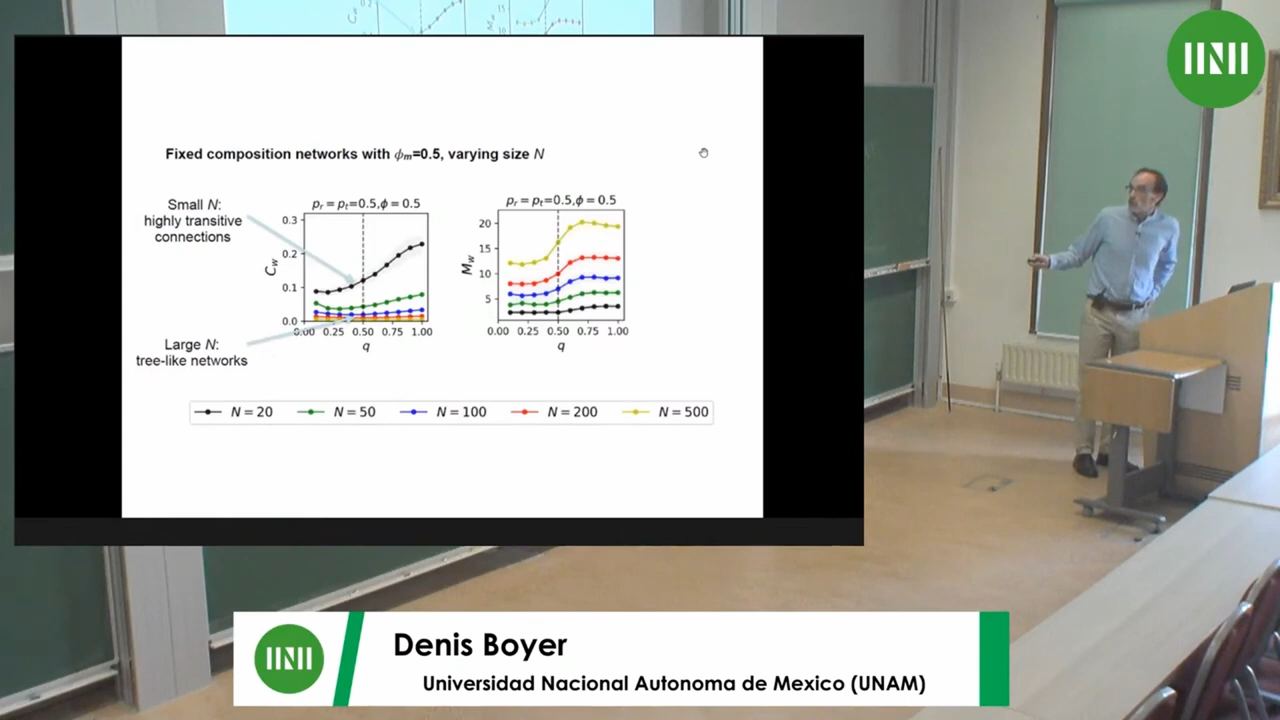 Fixed composition networks with ϕm=0.5, varying size N
Small N:
highly transitive
connections
Large N:
tree-like networks
pr = pt=0.5,ϕ = 0.5
Cw
0.3
0.2
0.1
0.0
0.00 0.25 0.50 0.75 1.00
q
pr = pt=0.5,ϕ = 0.5
Mw
20
15
10
5
0.00 0.25 0.50 0.75 1.00
q
N = 20 N = 50 N = 100 N = 200 N = 500
Denis Boyer
Universidad Nacional Autonoma de Mexico (UNAM)